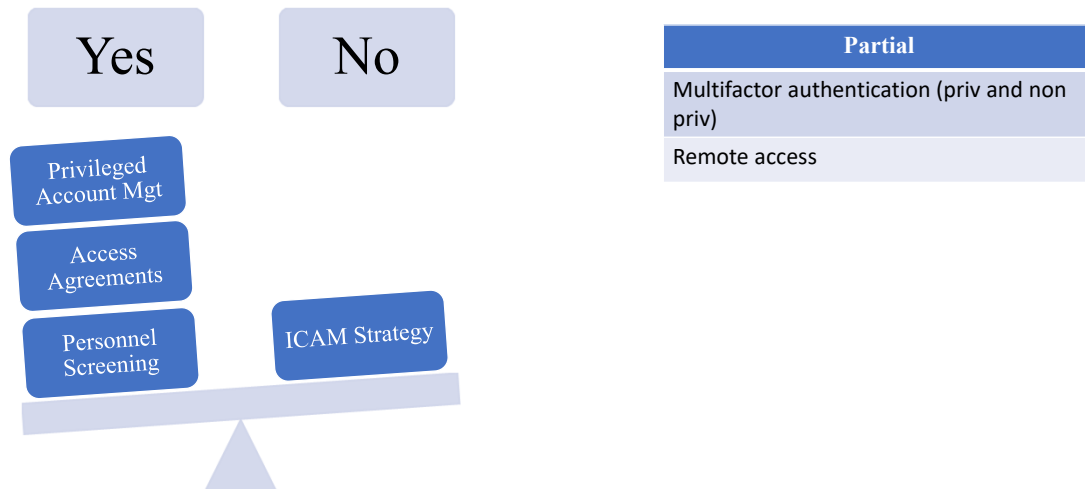 Yes
No
Partial
Multifactor authentication (priv and non
priv)
Remote access
Privileged
Account Mgt
Access
Agreements
Personnel
Screening
ICAM Strategy